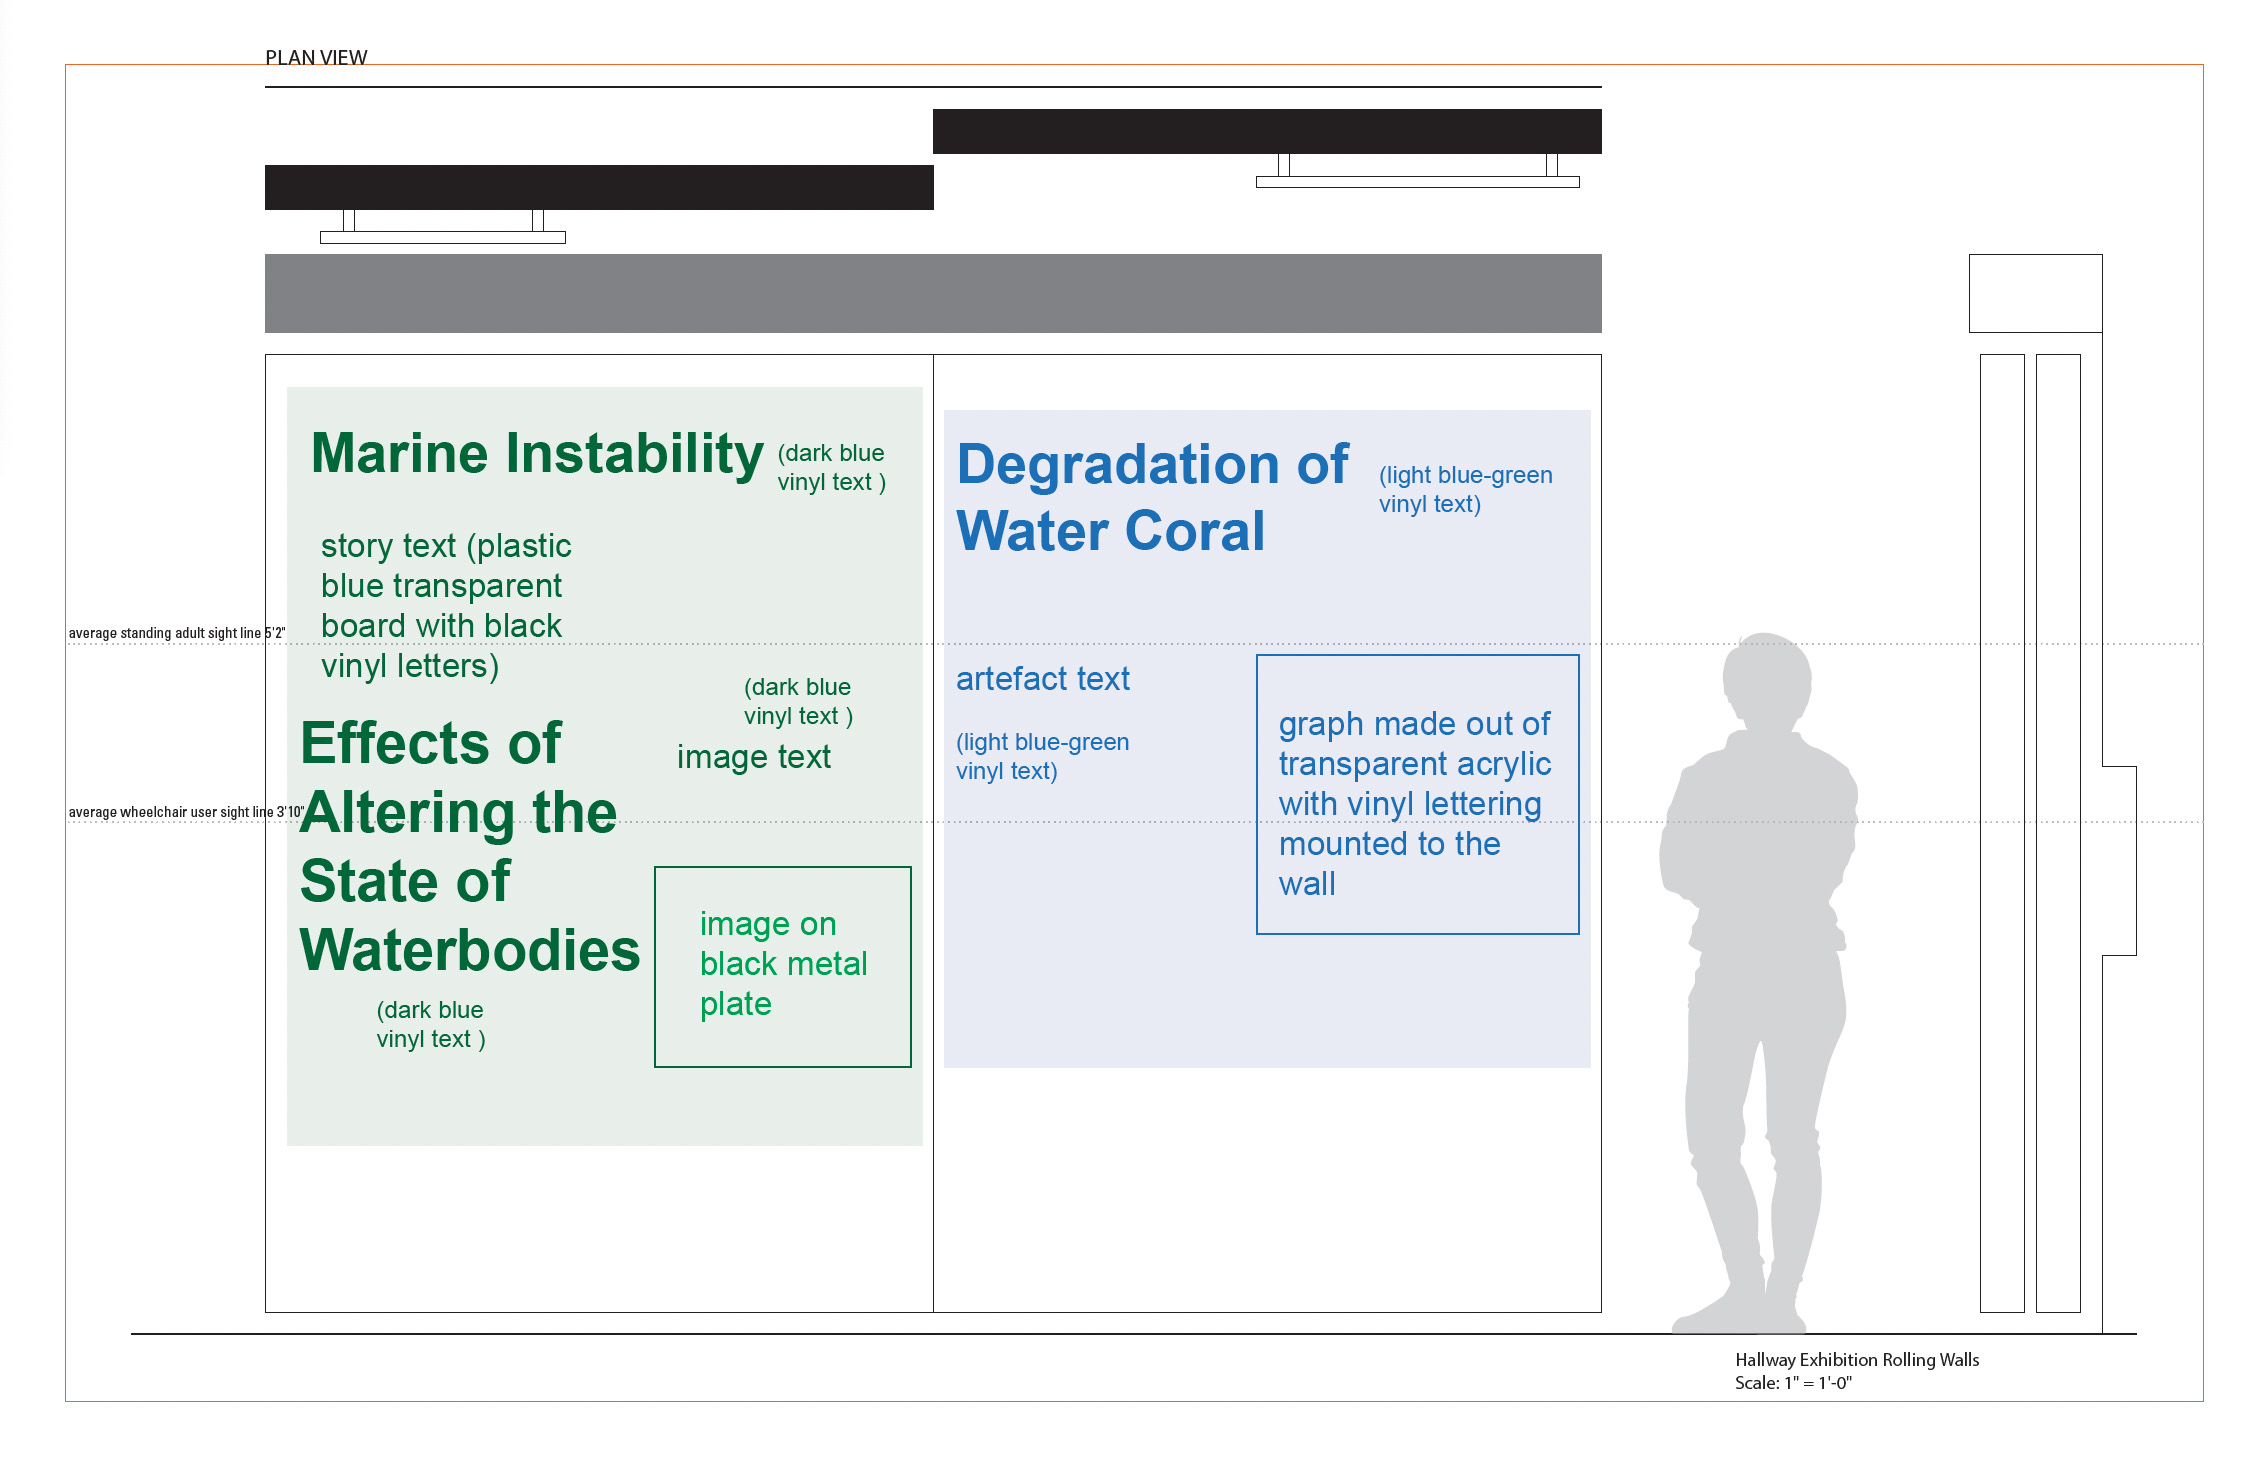 PLAN VIEW
Marine Instability
(dark blue
vinyl text )
story text (plastic
blue transparent
board with black
vinyl letters)
Effects of
Altering the
State of
Waterbodies
(dark blue
vinyl text )
(dark blue
vinyl text )
image text
image on
black metal
plate
Degradation of
Water Coral
(light blue-green
vinyl text)
artefact text
(light blue-green
vinyl text)
graph made out of
transparent acrylic
with vinyl lettering
mounted to the
wall
average standing adult sight line 5'2"
average wheelchair user sight line 3'10"
Hallway Exhibition Rolling Walls
Scale: 1" = 1'-0"